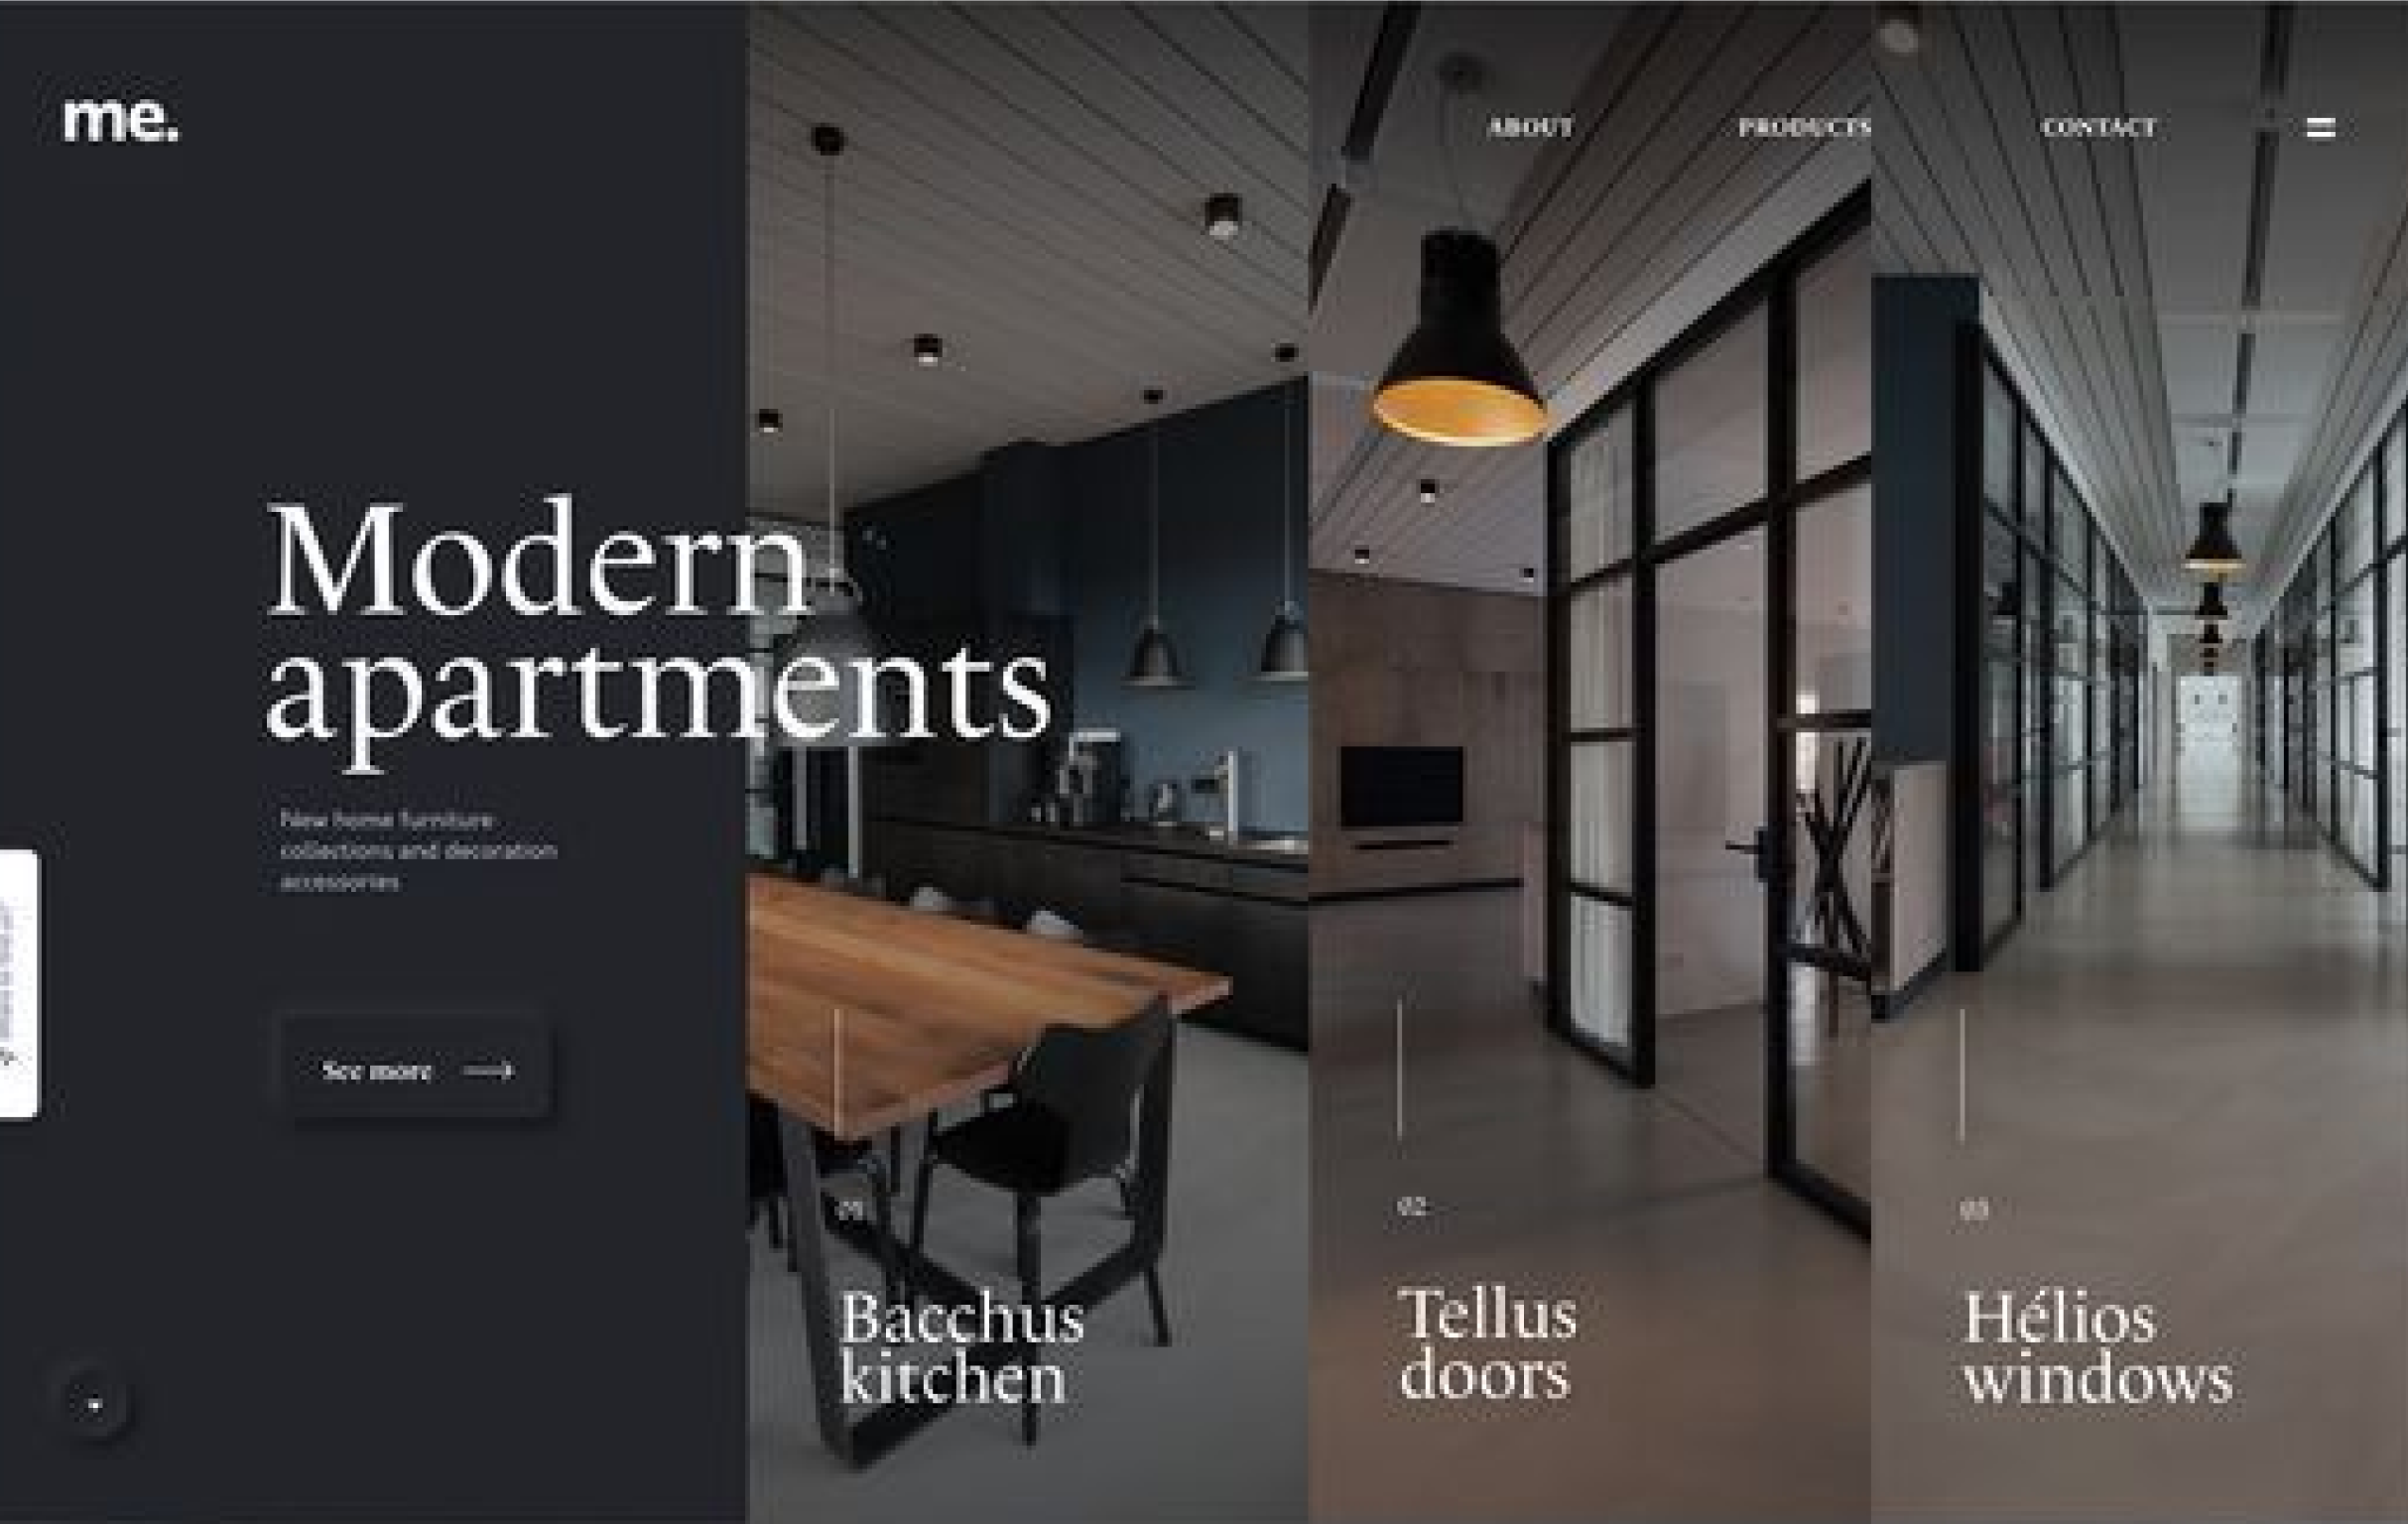 me.
ABOUT
PRODUCTS
CONTACT
Modern
apartments
New home furniture
collections and decoration
accessories
See more
01
Bacchus
kitchen
02
Tellus
doors
03
Hélios
windows